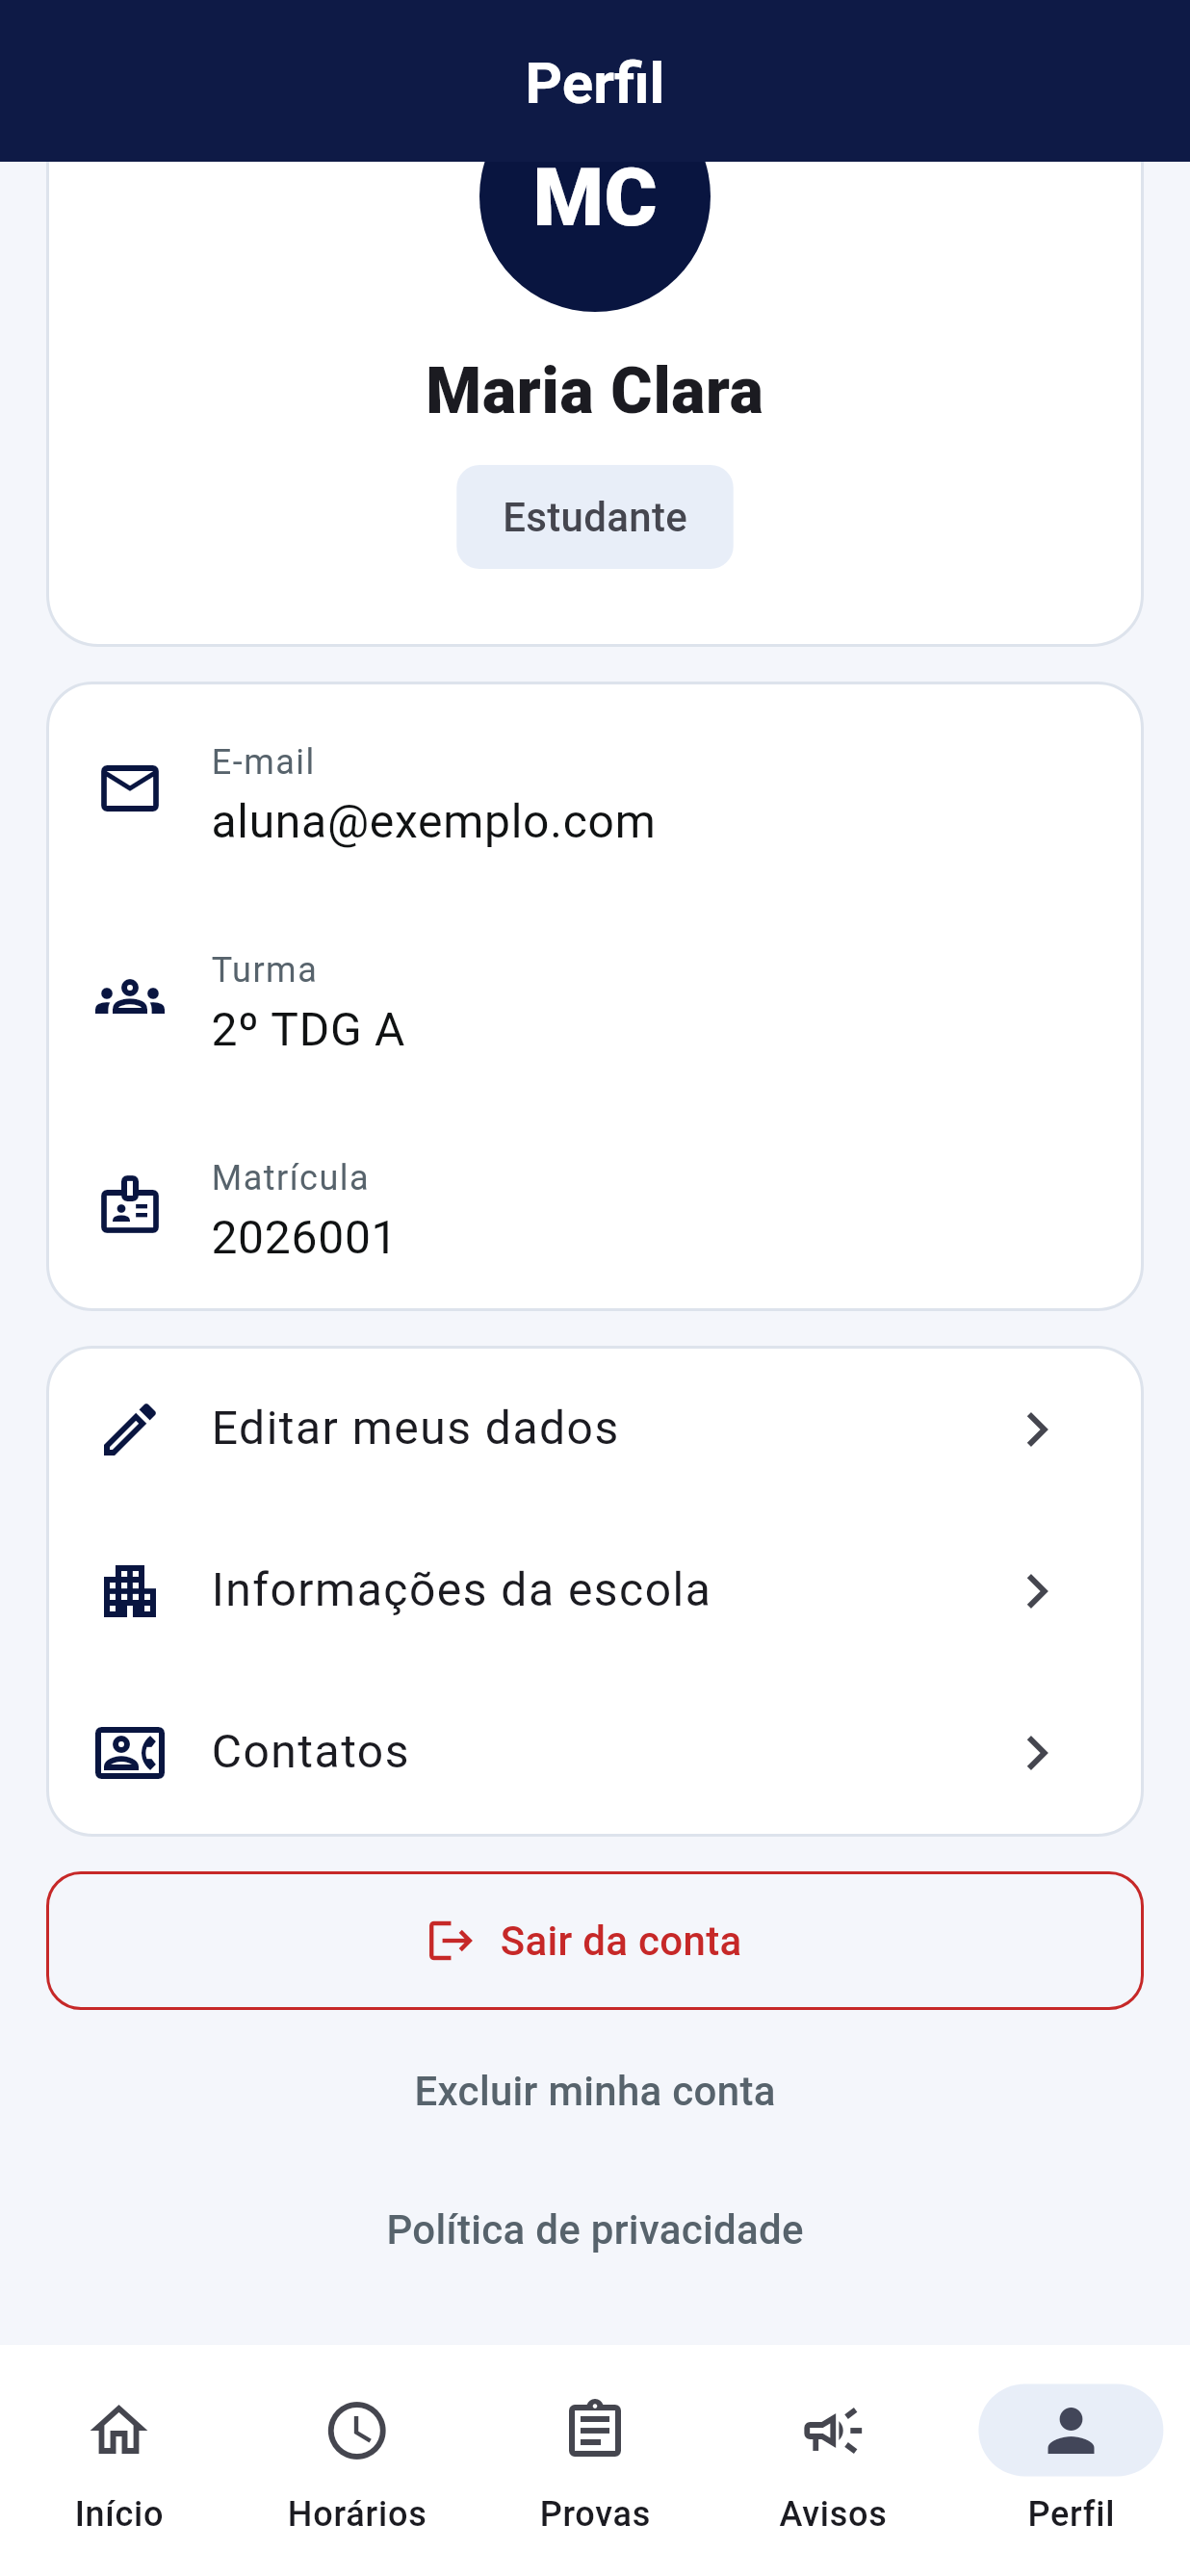 Perfil
MC
Maria Clara
Estudante
E-mail
aluna@exemplo.com
Turma
2º TDG A
Matrícula
2026001
Editar meus dados
Informações da escola
Contatos
Sair da conta
Excluir minha conta
Política de privacidade
Início
Horários
Provas
Avisos
Perfil